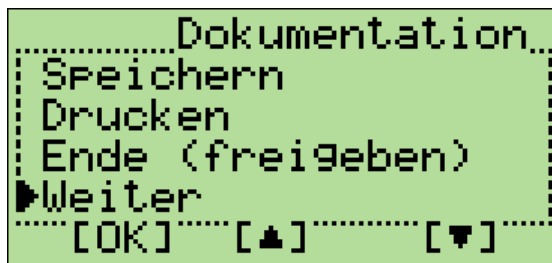 Dokumentation
Speichern
Drucken
Ende (freigeben)
▶Weiter
[OK] [▲] [▼]